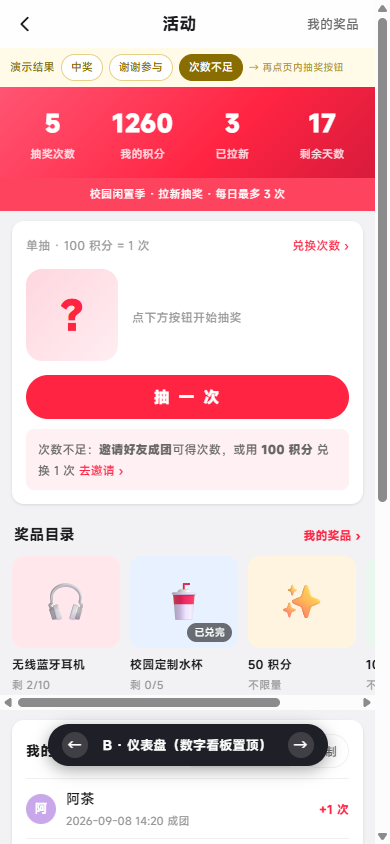 活动
我的奖品
演示结果 中奖 谢谢参与 次数不足 → 再点页内抽奖按钮
5 1260 3 17
抽奖次数 我的积分 已拉新 剩余天数
校园闲置季 · 拉新抽奖 · 每日最多 3 次
单抽 · 100 积分 = 1 次 兑换次数 ›
?
点下方按钮开始抽奖
抽一次
次数不足：邀请好友成团可得次数，或用 100 积分 兑
换 1 次 去邀请 ›
奖品目录 我的奖品 ›
已兑完
无线蓝牙耳机 校园定制水杯 50 积分
剩 2/10 剩 0/5 不限量
B · 仪表盘（数字看板置顶）
阿 阿茶
2026-09-08 14:20 成团
+1 次